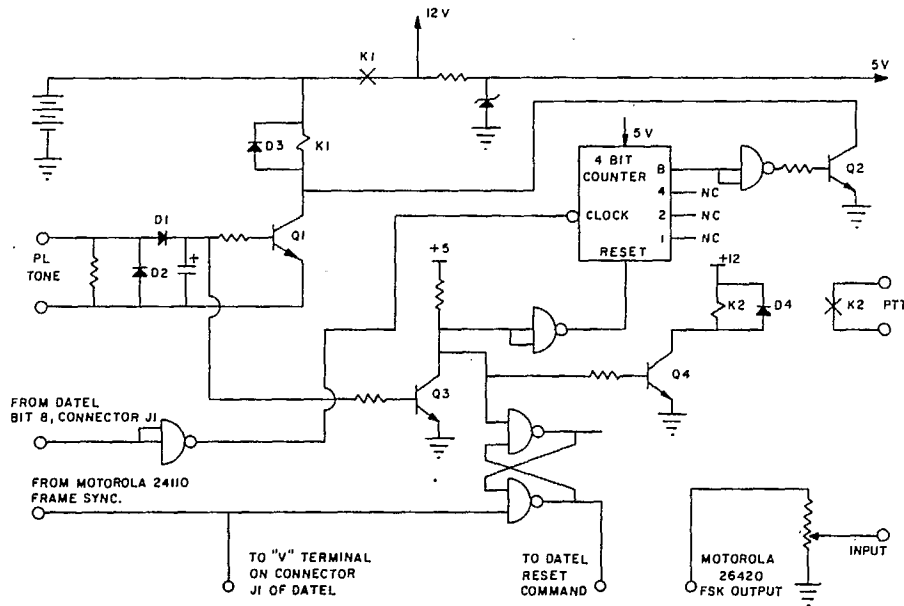 12 V
K1
5V
D3
K1
5 V
4 BIT
COUNTER
8
4
NC
2
NC
1
NC
CLOCK
RESET
Q2
D1
Q1
+
PL
TONE
D2
+5
+12
K2
D4
K2
PTT
Q3
Q4
FROM DATEL
BIT 8, CONNECTOR J1
FROM MOTOROLA 24110
FRAME SYNC.
TO "V" TERMINAL
ON CONNECTOR
J1 OF DATEL
TO DATEL
RESET
COMMAND
MOTOROLA
26420
FSK OUTPUT
INPUT